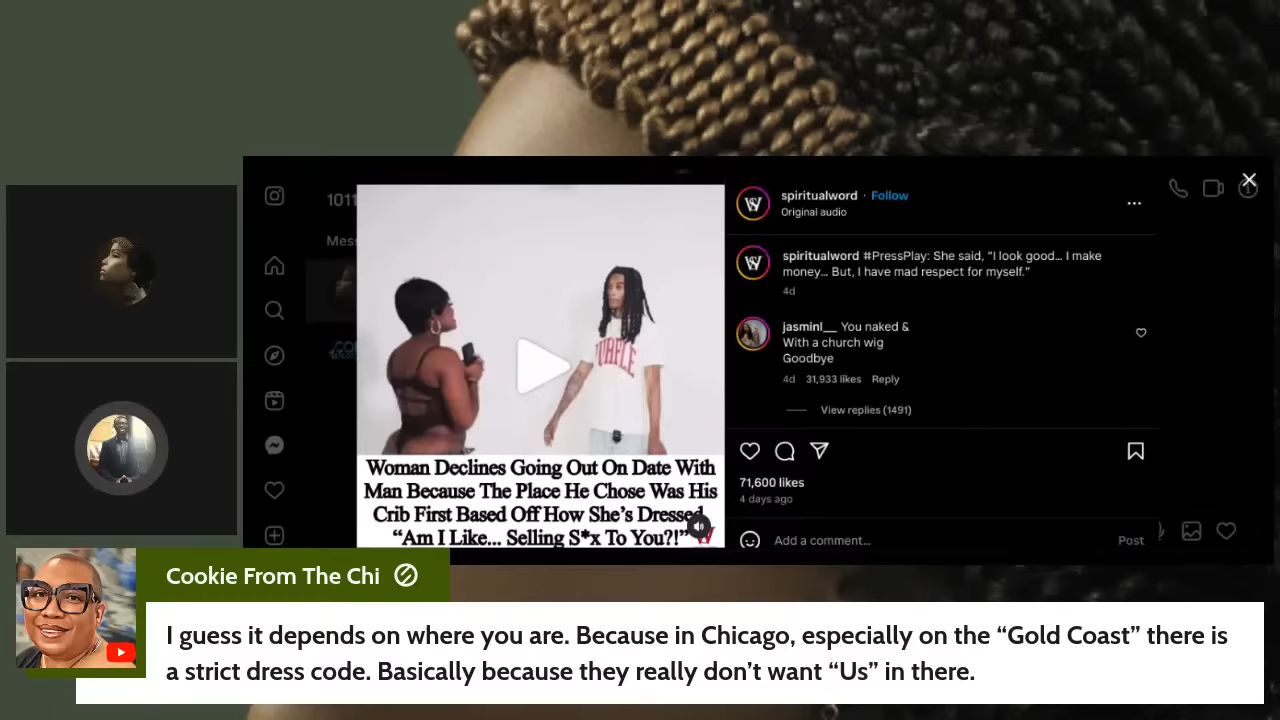 1011
Mess
spiritualword · Follow
Original audio
spiritualword #PressPlay: She said, “I look good… I make
money… But, I have mad respect for myself.”
4d
jasminl__ You naked &
With a church wig
Goodbye
4d 31,933 likes Reply
View replies (1491)
71,600 likes
4 days ago
Add a comment…
Post
PURPLE
Woman Declines Going Out On Date With
Man Because The Place He Chose Was His
Crib First Based Off How She’s Dressed
“Am I Like... Selling S*x To You?!”
Cookie From The Chi
I guess it depends on where you are. Because in Chicago, especially on the “Gold Coast” there is
a strict dress code. Basically because they really don’t want “Us” in there.